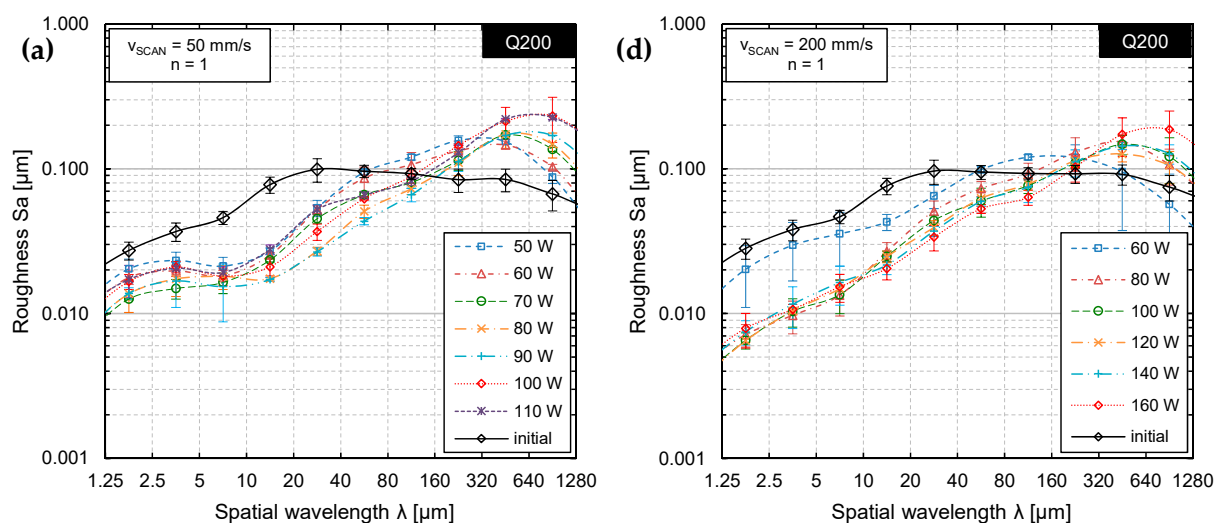 (a)
Roughness Sa [µm]
1.000
0.100
0.010
0.001
vSCAN = 50 mm/s
n = 1
Q200
50 W
60 W
70 W
80 W
90 W
100 W
110 W
initial
1.25 2.5 5 10 20 40 80 160 320 640 1280
Spatial wavelength λ [µm]
(d)
Roughness Sa [µm]
1.000
0.100
0.010
0.001
vSCAN = 200 mm/s
n = 1
Q200
60 W
80 W
100 W
120 W
140 W
160 W
initial
1.25 2.5 5 10 20 40 80 160 320 640 1280
Spatial wavelength λ [µm]